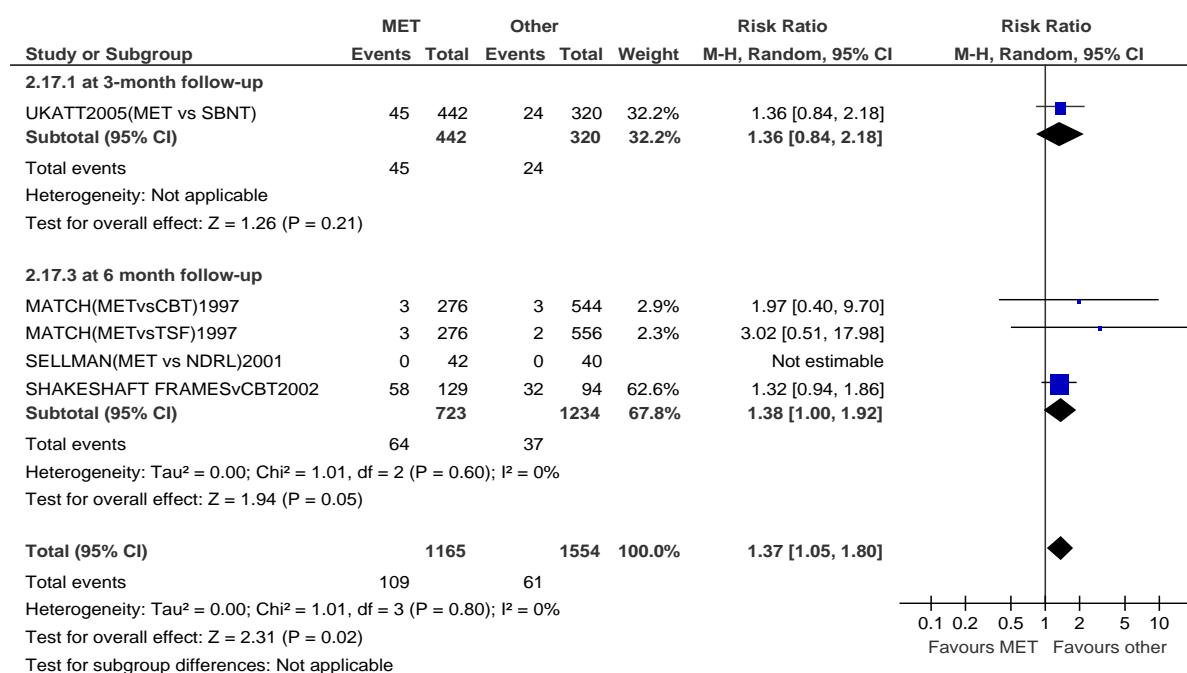 MET Other Risk Ratio Risk Ratio
Study or Subgroup Events Total Events Total Weight M-H, Random, 95% CI M-H, Random, 95% CI
2.17.1 at 3-month follow-up
UKATT2005(MET vs SBNT) 45 442 24 320 32.2% 1.36 [0.84, 2.18]
Subtotal (95% CI) 442 320 32.2% 1.36 [0.84, 2.18]
Total events 45 24
Heterogeneity: Not applicable
Test for overall effect: Z = 1.26 (P = 0.21)
2.17.3 at 6 month follow-up
MATCH(METvsCBT)1997 3 276 3 544 2.9% 1.97 [0.40, 9.70]
MATCH(METvsTSF)1997 3 276 2 556 2.3% 3.02 [0.51, 17.98]
SELLMAN(MET vs NDRL)2001 0 42 0 40 Not estimable
SHAKESHAFT FRAMESvCBT2002 58 129 32 94 62.6% 1.32 [0.94, 1.86]
Subtotal (95% CI) 723 1234 67.8% 1.38 [1.00, 1.92]
Total events 64 37
Heterogeneity: Tau² = 0.00; Chi² = 1.01, df = 2 (P = 0.60); I² = 0%
Test for overall effect: Z = 1.94 (P = 0.05)
Total (95% CI) 1165 1554 100.0% 1.37 [1.05, 1.80]
Total events 109 61
Heterogeneity: Tau² = 0.00; Chi² = 1.01, df = 3 (P = 0.80); I² = 0%
Test for overall effect: Z = 2.31 (P = 0.02)
Test for subgroup differences: Not applicable
0.1 0.2 0.5 1 2 5 10
Favours MET Favours other